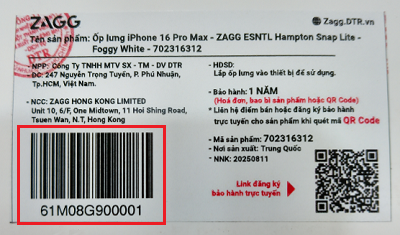 ZAGG
Zagg.DTR.vn
Tên sản phẩm: Ốp lưng iPhone 16 Pro Max - ZAGG ESNTL Hampton Snap Lite -
Foggy White - 702316312
- NPP: Công Ty TNHH MTV SX - TM - DV DTR
- ĐC: 247 Nguyễn Trọng Tuyển, P. Phú Nhuận,
Tp.HCM, Việt Nam.
- NCC: ZAGG HONG KONG LIMITED
Unit 10, 6/F, One Midtown, 11 Hoi Shing Road,
Tsuen Wan, N.T, Hong Kong
61M08G900001
- HDSD:
Lắp ốp lưng vào thiết bị để sử dụng.
- Bảo hành: 1 NĂM
(Hoá đơn, bao bì sản phẩm hoặc QR Code)
- Liên hệ điểm bán hoặc đăng ký bảo hành
trực tuyến cho sản phẩm khi quét mã QR Code
- Mã sản phẩm: 702316312
- Nơi sản xuất: Trung Quốc
- NNK: 20250811
Link đăng ký
bảo hành trực tuyến